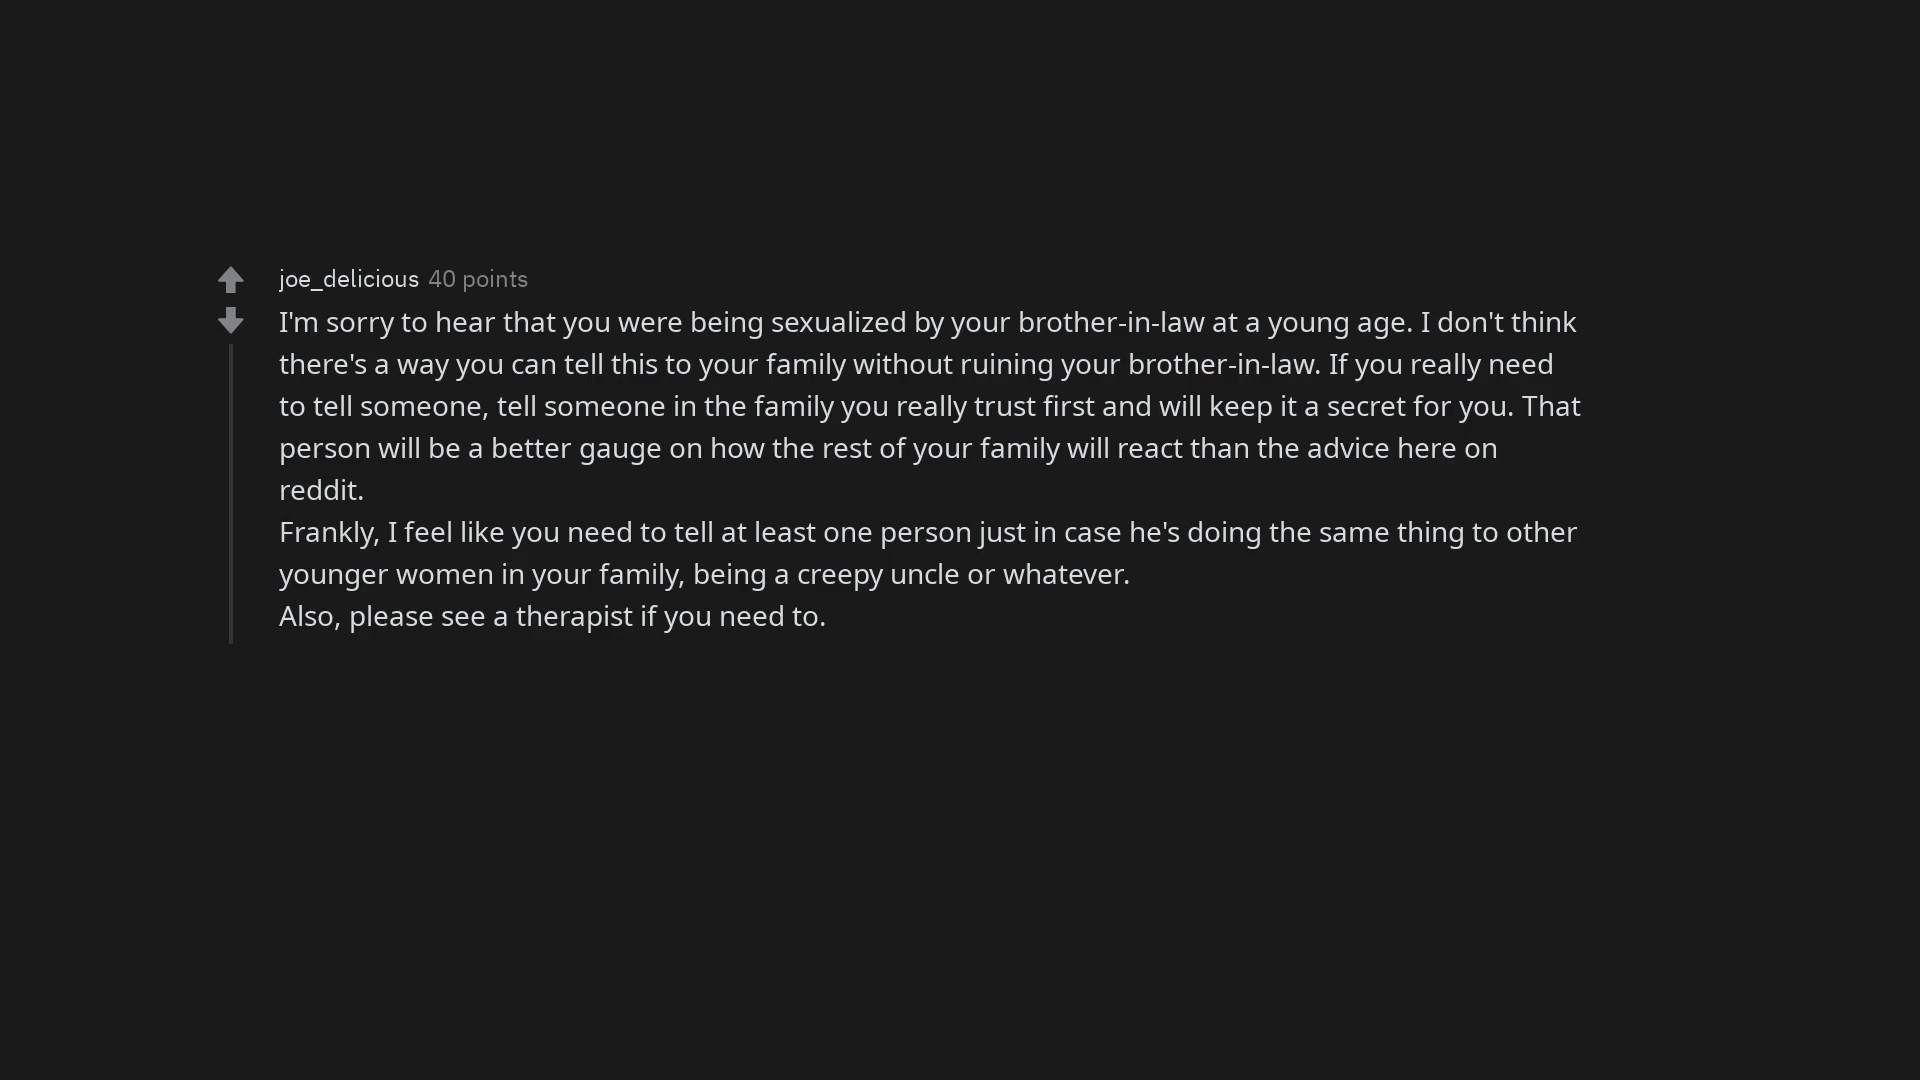 joe_delicious 40 points
I'm sorry to hear that you were being sexualized by your brother-in-law at a young age. I don't think
there's a way you can tell this to your family without ruining your brother-in-law. If you really need
to tell someone, tell someone in the family you really trust first and will keep it a secret for you. That
person will be a better gauge on how the rest of your family will react than the advice here on
reddit.
Frankly, I feel like you need to tell at least one person just in case he's doing the same thing to other
younger women in your family, being a creepy uncle or whatever.
Also, please see a therapist if you need to.